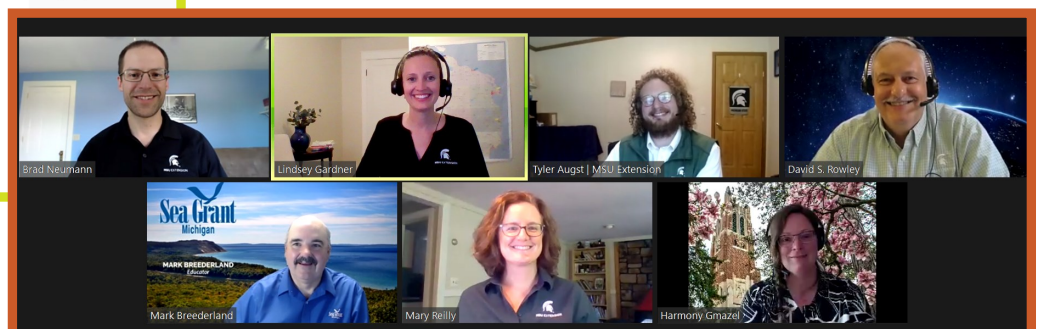 Brad Neumann
Lindsey Gardner
Tyler Augst | MSU Extension
David S. Rowley
Sea Grant
Michigan
MARK BREEDERLAND
Educator
Mark Breederland
Mary Reilly
Harmony Gmazel